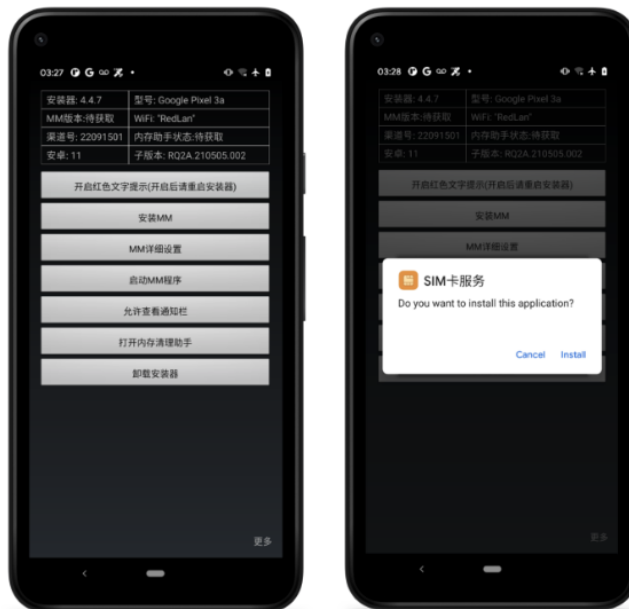 03:27
安装器: 4.4.7 型号: Google Pixel 3a
MM版本:待获取 WiFi: "RedLan"
渠道号: 22091501 内存助手状态:待获取
安卓: 11 子版本: RQ2A.210505.002
开启红色文字提示(开启后请重启安装器)
安装MM
MM详细设置
启动MM程序
允许查看通知栏
打开内存清理助手
卸载安装器
更多
03:28
安装器: 4.4.7 型号: Google Pixel 3a
MM版本:待获取 WiFi: "RedLan"
渠道号: 22091501 内存助手状态:待获取
安卓: 11 子版本: RQ2A.210505.002
开启红色文字提示(开启后请重启安装器)
安装MM
MM详细设置
SIM卡服务
Do you want to install this application?
Cancel Install
更多